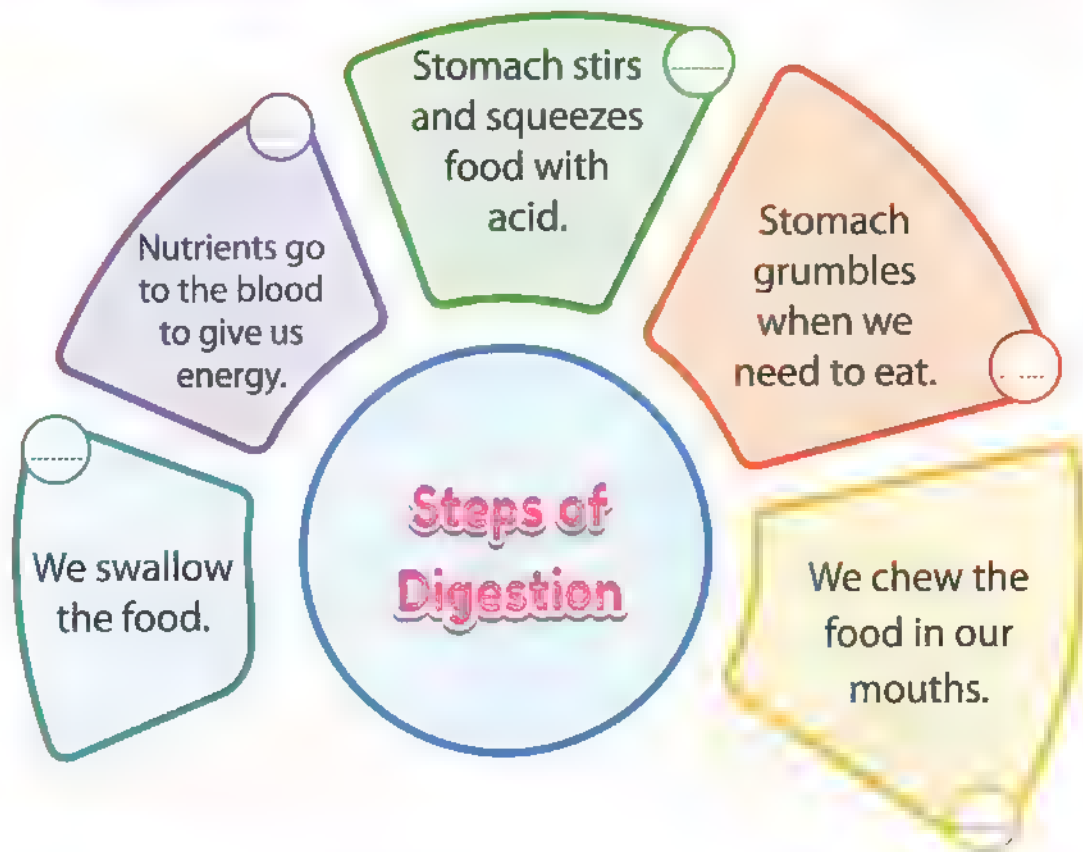 Stomach stirs
and squeezes
food with
acid.
Nutrients go
to the blood
to give us
energy.
Stomach
grumbles
when we
need to eat.
We swallow
the food.
Steps of
Digestion
We chew the
food in our
mouths.